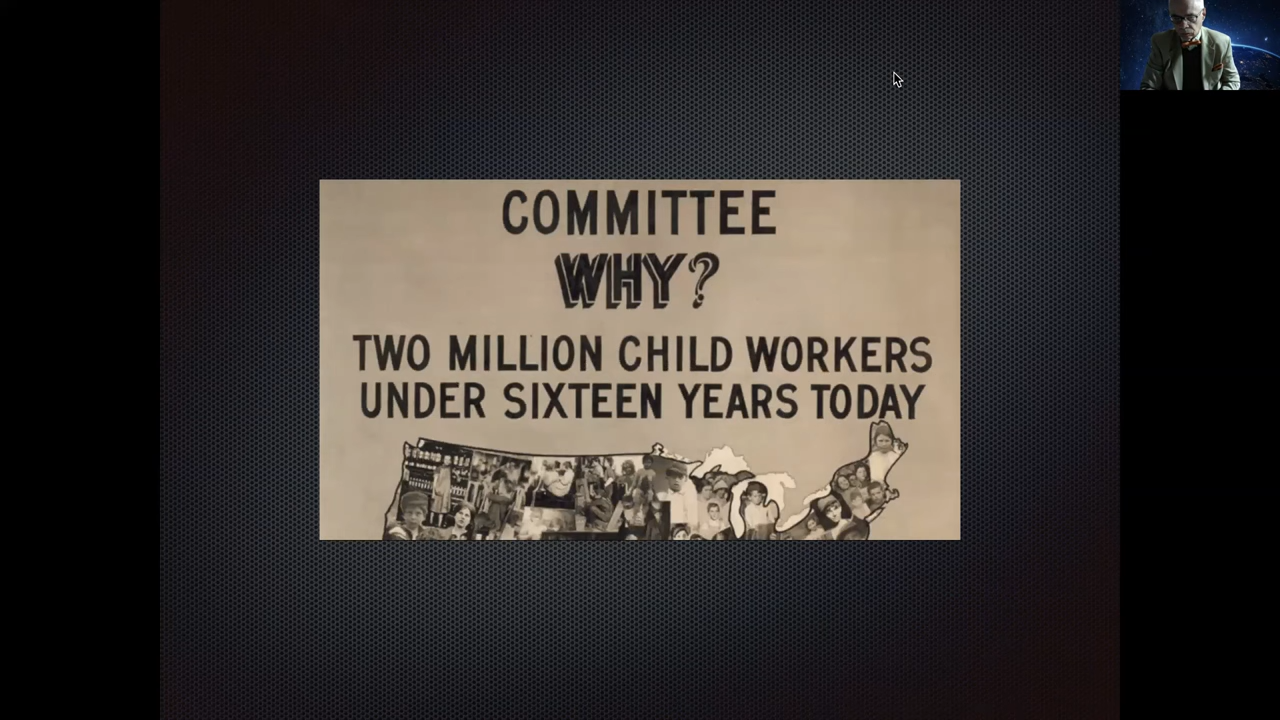 COMMITTEE
WHY?
TWO MILLION CHILD WORKERS
UNDER SIXTEEN YEARS TODAY